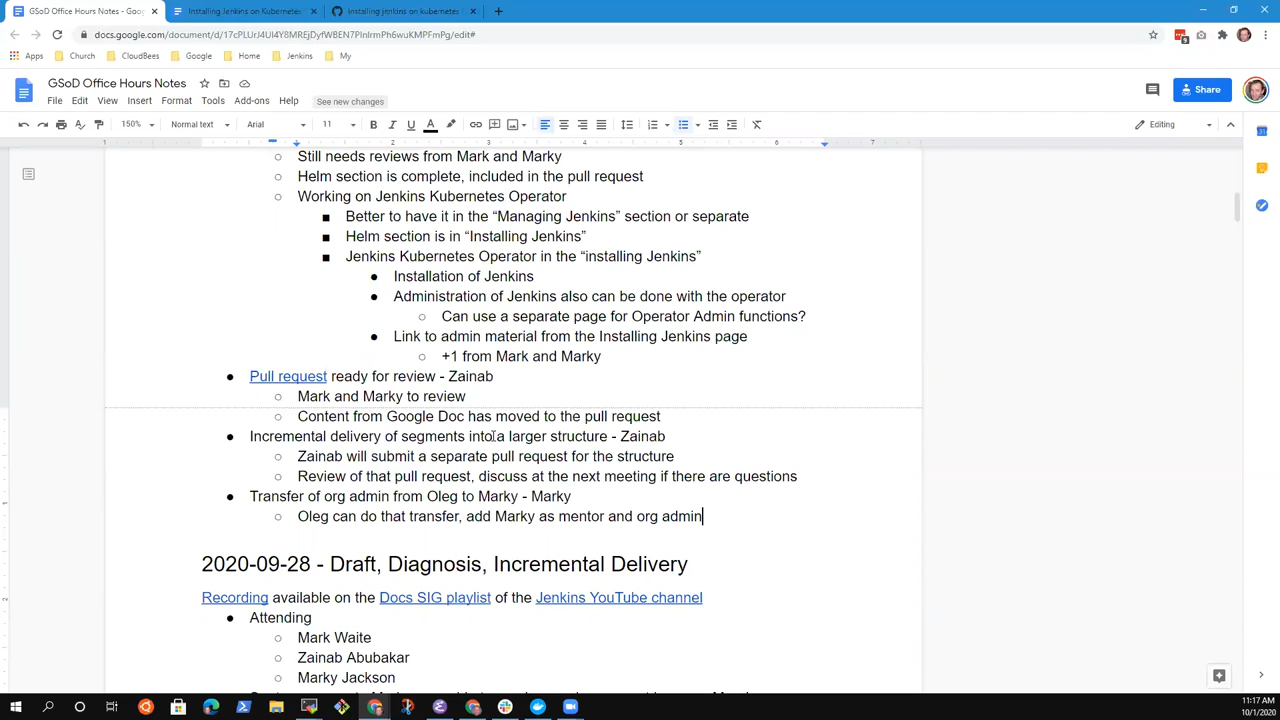 GSoD Office Hours Notes - Goo
Installing Jenkins on Kubernetes
Installing jenkins on kubernetes
docs.google.com/document/d/17cPLUrJ4UI4Y8MREjDyfWBEN7PInlrmPh6wuKMPFmPg/edit#
Apps
Church
CloudBees
Google
Home
Jenkins
My
GSoD Office Hours Notes
File Edit View Insert Format Tools Add-ons Help See new changes
Share
150% Normal text Arial 11 B I U A Editing
1 1 2 3 4 5 6 7
Still needs reviews from Mark and Marky
Helm section is complete, included in the pull request
Working on Jenkins Kubernetes Operator
Better to have it in the “Managing Jenkins” section or separate
Helm section is in “Installing Jenkins”
Jenkins Kubernetes Operator in the “installing Jenkins”
Installation of Jenkins
Administration of Jenkins also can be done with the operator
Can use a separate page for Operator Admin functions?
Link to admin material from the Installing Jenkins page
+1 from Mark and Marky
Pull request ready for review - Zainab
Mark and Marky to review
Content from Google Doc has moved to the pull request
Incremental delivery of segments into a larger structure - Zainab
Zainab will submit a separate pull request for the structure
Review of that pull request, discuss at the next meeting if there are questions
Transfer of org admin from Oleg to Marky - Marky
Oleg can do that transfer, add Marky as mentor and org admin
2020-09-28 - Draft, Diagnosis, Incremental Delivery
Recording available on the Docs SIG playlist of the Jenkins YouTube channel
Attending
Mark Waite
Zainab Abubakar
Marky Jackson
11:17 AM
10/1/2020